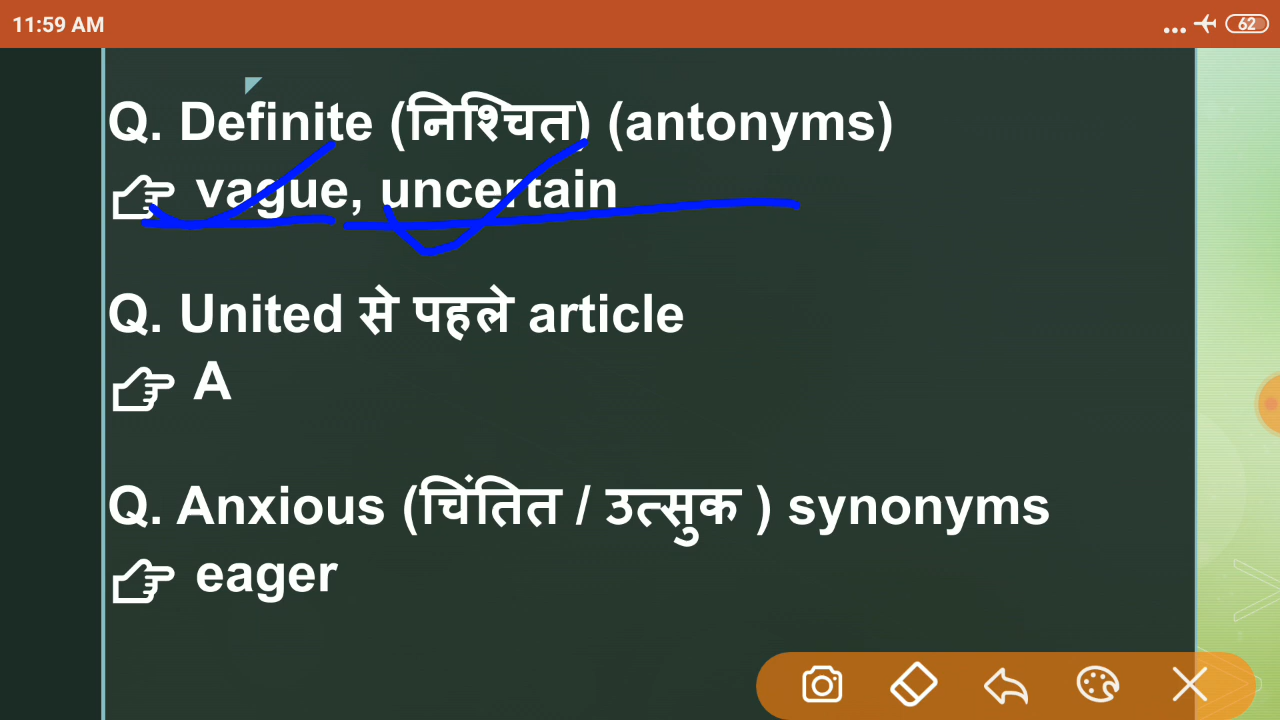 11:59 AM
62
Q. Definite (निश्चित) (antonyms)
vague, uncertain
Q. United से पहले article
A
Q. Anxious (चिंतित / उत्सुक ) synonyms
eager